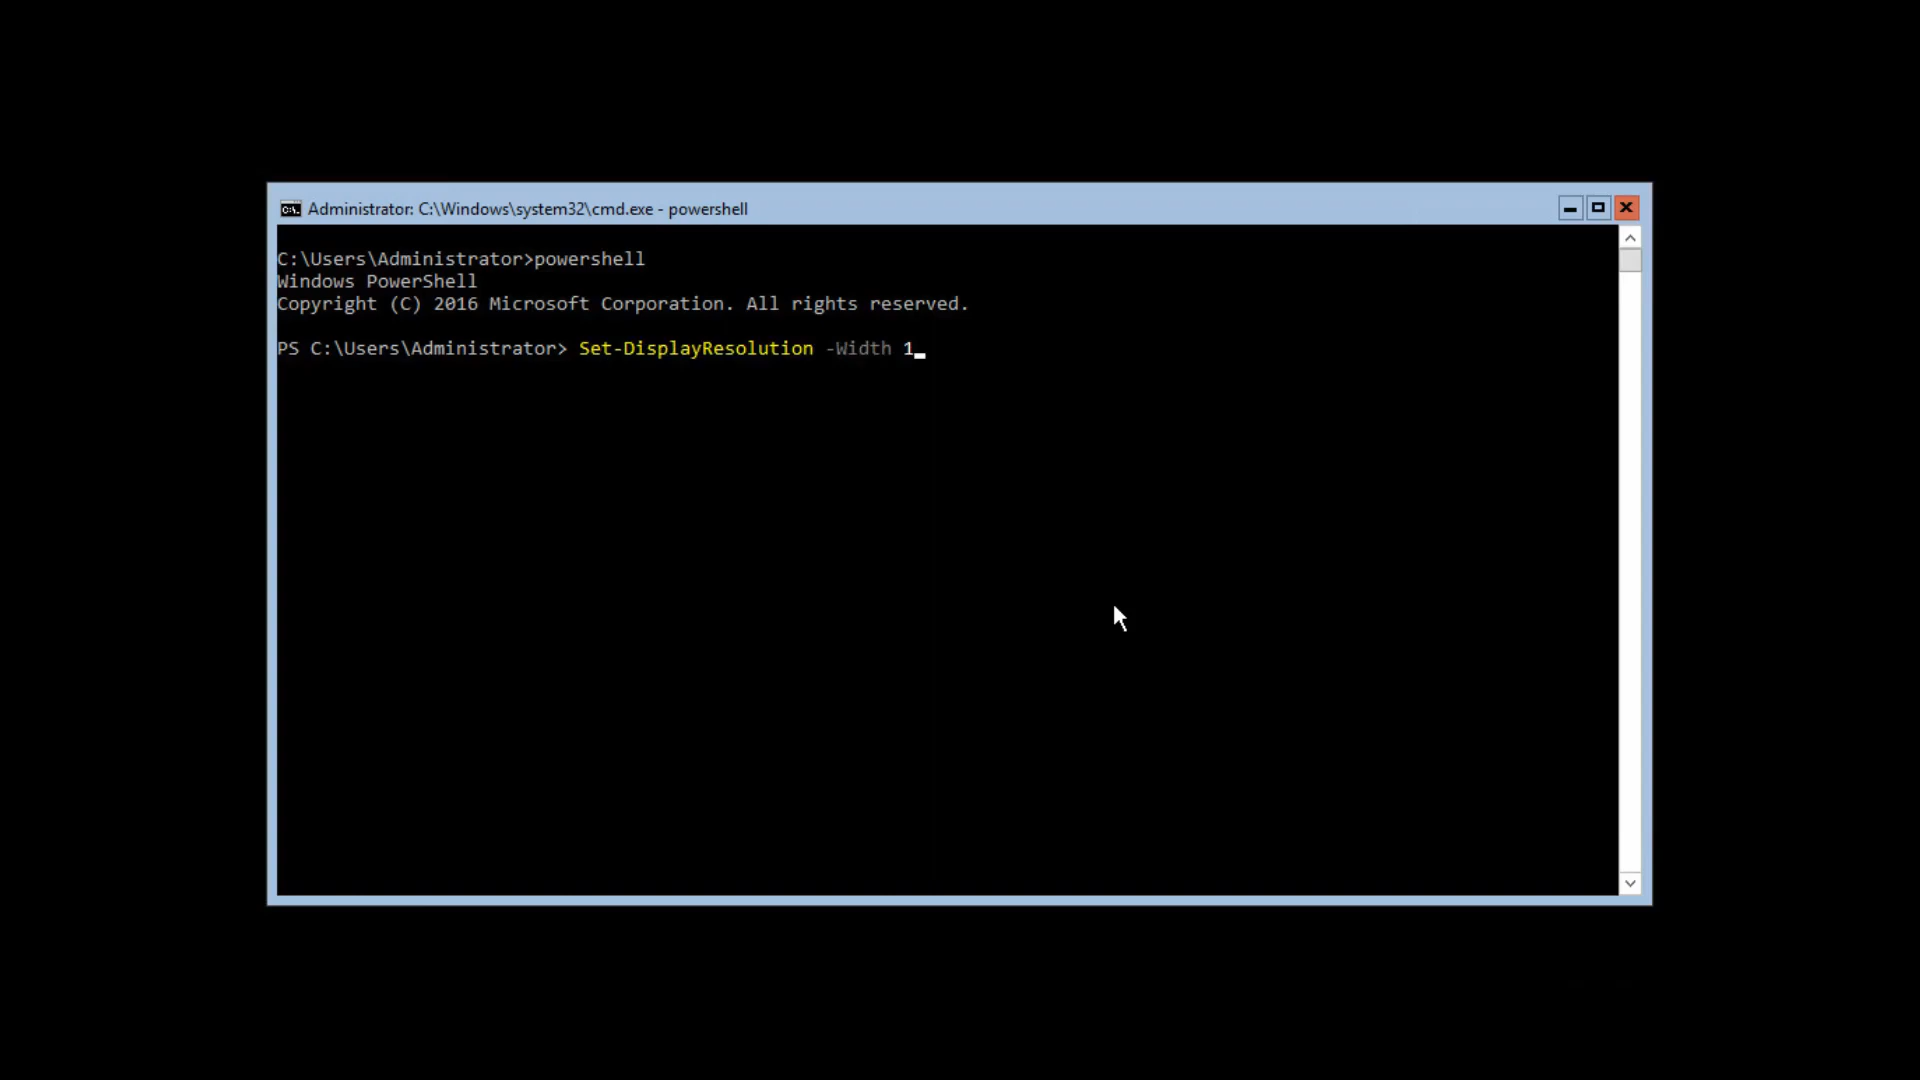 Administrator: C:\Windows\system32\cmd.exe - powershell
C:\Users\Administrator>powershell
Windows PowerShell
Copyright (C) 2016 Microsoft Corporation. All rights reserved.
PS C:\Users\Administrator> Set-DisplayResolution -Width 1